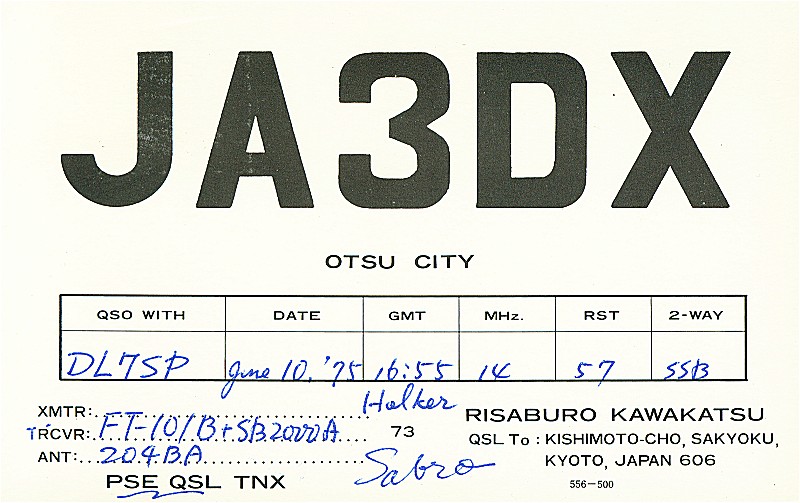 JA3DX
OTSU CITY
QSO WITH DATE GMT MHz. RST 2-WAY
DL7SP June 10, '75 16:55 14 57 SSB
Holker
XMTR:
TRCVR: FT-101B+SB2000A 73
ANT: 204BA Sabro
PSE QSL TNX
RISABURO KAWAKATSU
QSL To : KISHIMOTO-CHO, SAKYOKU,
KYOTO, JAPAN 606
556-500